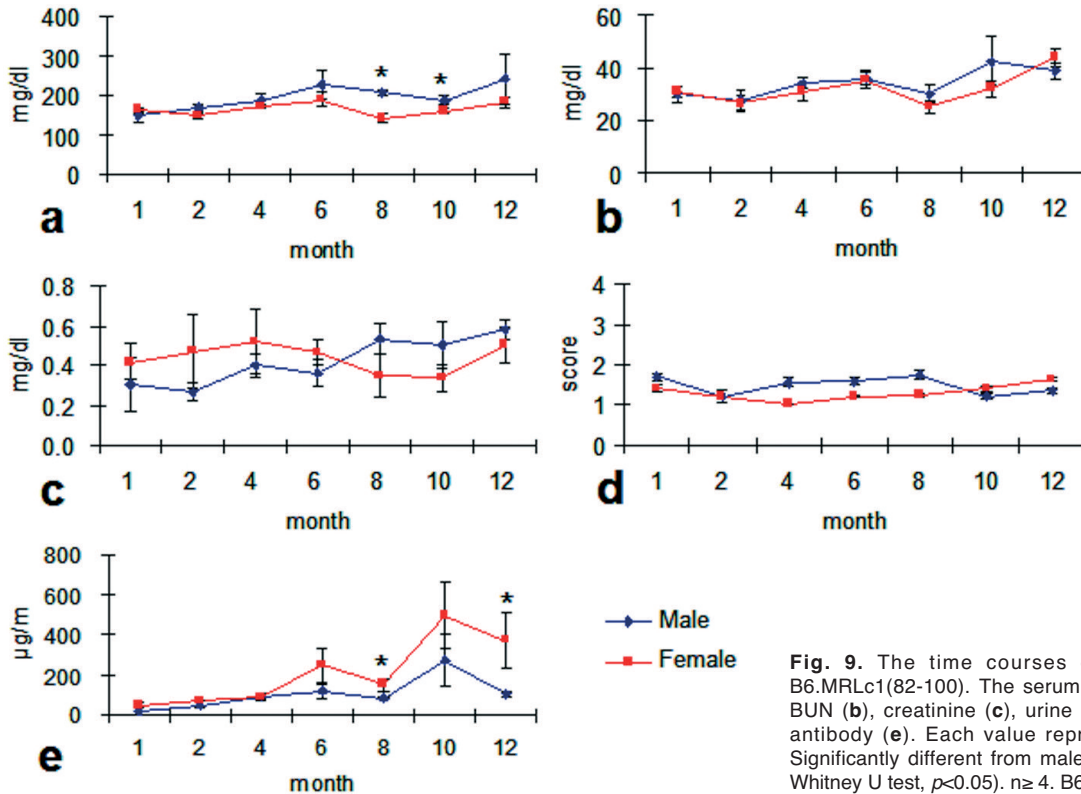 400
300
200
100
0
mg/dl
* *
1 2 4 6 8 10 12
month
a
60
40
20
0
mg/dl
1 2 4 6 8 10 12
month
b
0.8
0.6
0.4
0.2
0.0
mg/dl
1 2 4 6 8 10 12
month
c
4
3
2
1
0
score
1 2 4 6 8 10 12
month
d
800
600
400
200
0
µg/m
* *
1 2 4 6 8 10 12
month
e
Male
Female
Fig. 9. The time courses
B6.MRLc1(82-100). The serum
BUN (b), creatinine (c), urine
antibody (e). Each value repr
Significantly different from male
Whitney U test, p<0.05). n≥ 4. B6